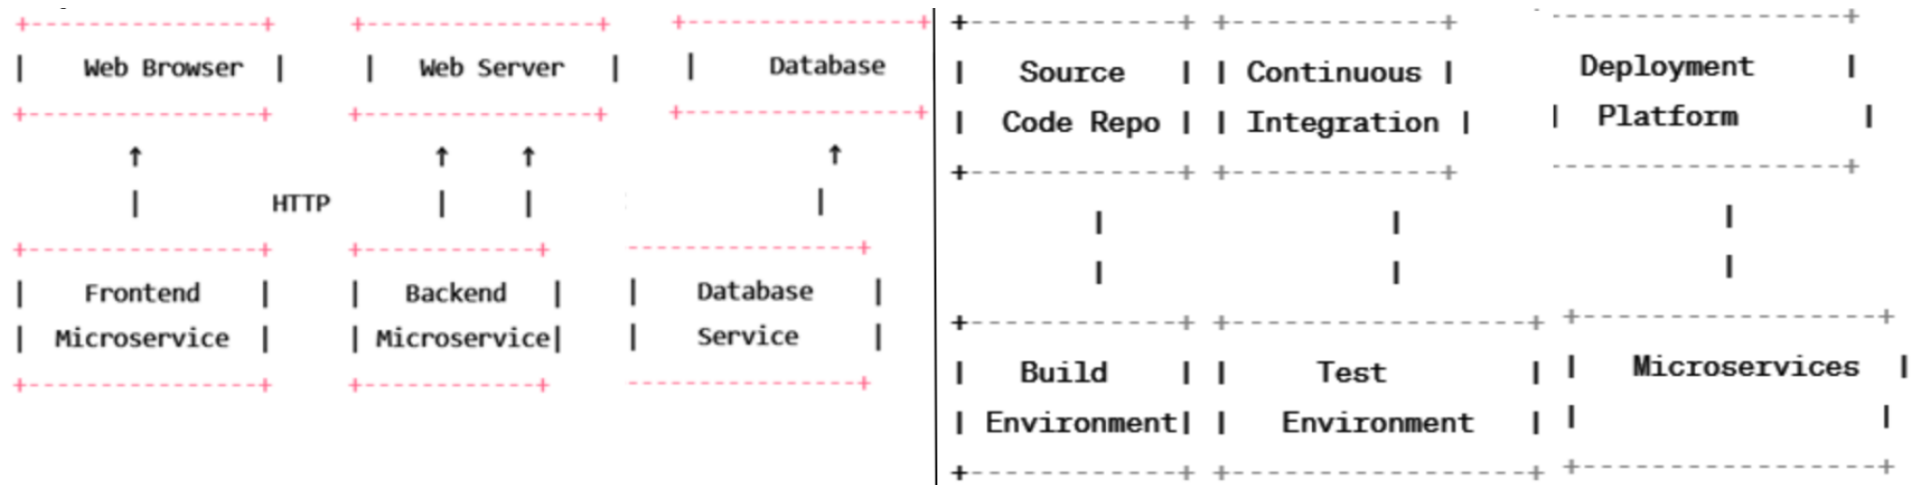 Web Browser
Web Server
Database
HTTP
Frontend
Microservice
Backend
Microservice
Database
Service
Source
Code Repo
Continuous
Integration
Deployment
Platform
Build
Environment
Test
Environment
Microservices